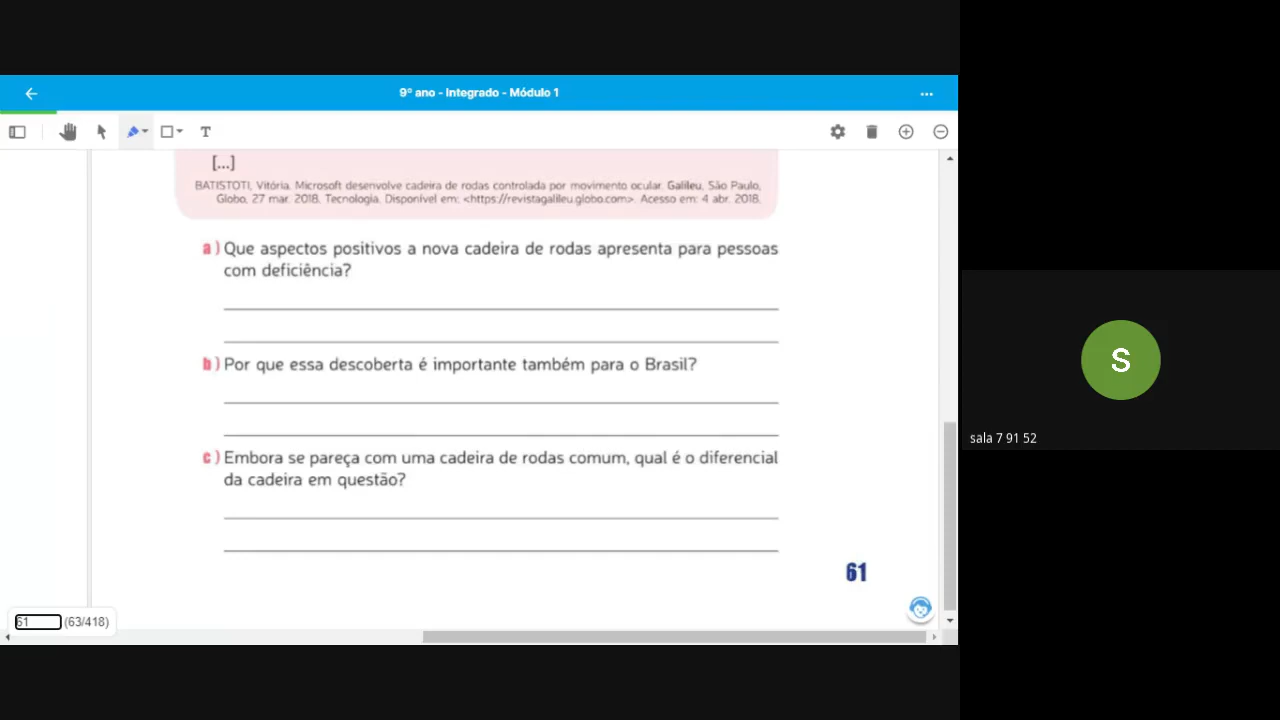 9º ano - Integrado - Módulo 1
T
[...]
BATISTOTI, Vitória. Microsoft desenvolve cadeira de rodas controlada por movimento ocular. Galileu, São Paulo,
Globo, 27 mar. 2018. Tecnologia. Disponível em: <https://revistagalileu.globo.com>. Acesso em: 4 abr. 2018.
a) Que aspectos positivos a nova cadeira de rodas apresenta para pessoas
com deficiência?
b) Por que essa descoberta é importante também para o Brasil?
c) Embora se pareça com uma cadeira de rodas comum, qual é o diferencial
da cadeira em questão?
61
61 (63/418)
S
sala 7 91 52